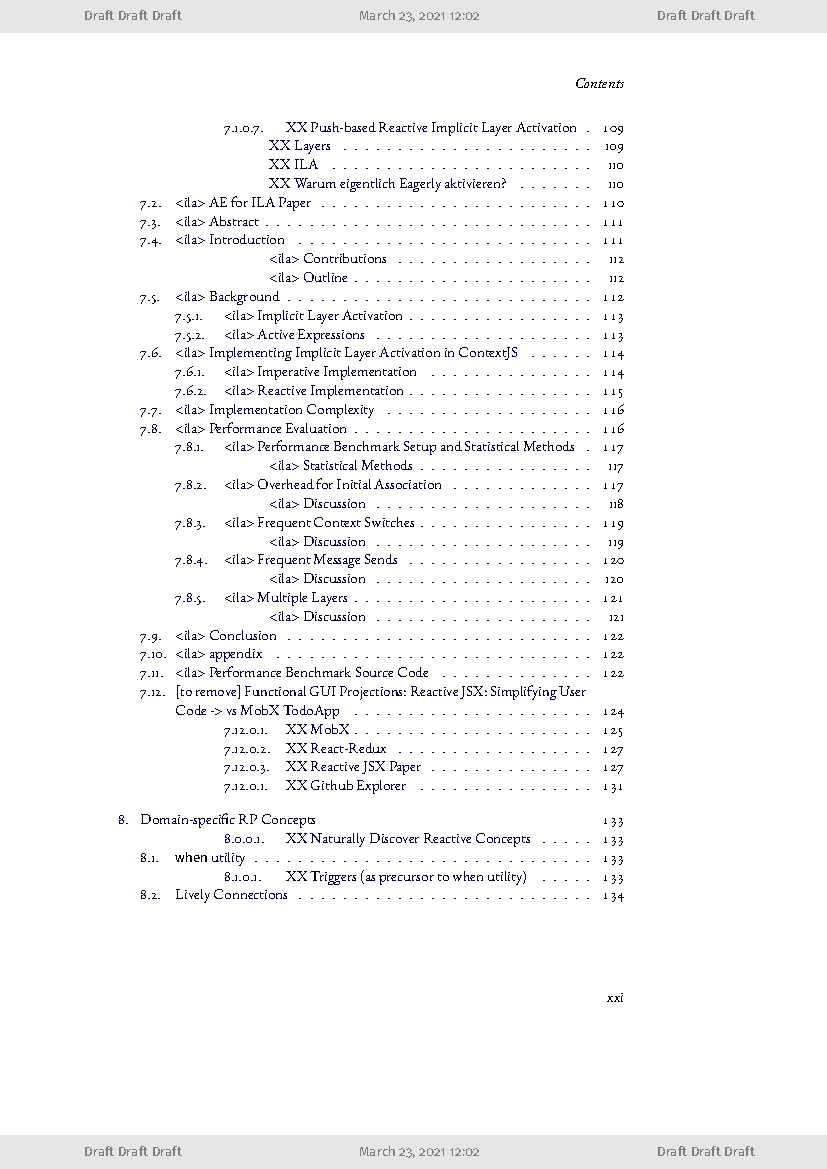 Draft Draft Draft March 23, 2021 12:02 Draft Draft Draft
Contents
7.1.0.7. XX Push-based Reactive Implicit Layer Activation . 109
XX Layers . . . . . . . . . . . . . . . . . . . . . . . . 109
XX ILA . . . . . . . . . . . . . . . . . . . . . . . . . 110
XX Warum eigentlich Eagerly aktivieren? . . . . . . . 110
7.2. <ila> AE for ILA Paper . . . . . . . . . . . . . . . . . . . . . . . . . . 110
7.3. <ila> Abstract . . . . . . . . . . . . . . . . . . . . . . . . . . . . . . . 111
7.4. <ila> Introduction . . . . . . . . . . . . . . . . . . . . . . . . . . . . 111
<ila> Contributions . . . . . . . . . . . . . . . . . . . 112
<ila> Outline . . . . . . . . . . . . . . . . . . . . . . . 112
7.5. <ila> Background . . . . . . . . . . . . . . . . . . . . . . . . . . . . . 112
7.5.1. <ila> Implicit Layer Activation . . . . . . . . . . . . . . . . . . 113
7.5.2. <ila> Active Expressions . . . . . . . . . . . . . . . . . . . . . 113
7.6. <ila> Implementing Implicit Layer Activation in ContextJS . . . . . . 114
7.6.1. <ila> Imperative Implementation . . . . . . . . . . . . . . . . 114
7.6.2. <ila> Reactive Implementation . . . . . . . . . . . . . . . . . . 115
7.7. <ila> Implementation Complexity . . . . . . . . . . . . . . . . . . . . 116
7.8. <ila> Performance Evaluation . . . . . . . . . . . . . . . . . . . . . . . 116
7.8.1. <ila> Performance Benchmark Setup and Statistical Methods . 117
<ila> Statistical Methods . . . . . . . . . . . . . . . . . 117
7.8.2. <ila> Overhead for Initial Association . . . . . . . . . . . . . . 117
<ila> Discussion . . . . . . . . . . . . . . . . . . . . . 118
7.8.3. <ila> Frequent Context Switches . . . . . . . . . . . . . . . . . 119
<ila> Discussion . . . . . . . . . . . . . . . . . . . . . 119
7.8.4. <ila> Frequent Message Sends . . . . . . . . . . . . . . . . . . 120
<ila> Discussion . . . . . . . . . . . . . . . . . . . . . 120
7.8.5. <ila> Multiple Layers . . . . . . . . . . . . . . . . . . . . . . . 121
<ila> Discussion . . . . . . . . . . . . . . . . . . . . . 121
7.9. <ila> Conclusion . . . . . . . . . . . . . . . . . . . . . . . . . . . . . 122
7.10. <ila> appendix . . . . . . . . . . . . . . . . . . . . . . . . . . . . . . 122
7.11. <ila> Performance Benchmark Source Code . . . . . . . . . . . . . . . 122
7.12. [to remove] Functional GUI Projections: Reactive JSX: Simplifying User
Code -> vs MobX TodoApp . . . . . . . . . . . . . . . . . . . . . . . 124
7.12.0.1. XX MobX . . . . . . . . . . . . . . . . . . . . . . . 125
7.12.0.2. XX React-Redux . . . . . . . . . . . . . . . . . . . 127
7.12.0.3. XX Reactive JSX Paper . . . . . . . . . . . . . . . . 127
7.12.0.1. XX Github Explorer . . . . . . . . . . . . . . . . . 131
8. Domain-specific RP Concepts 133
8.0.0.1. XX Naturally Discover Reactive Concepts . . . . . 133
8.1. when utility . . . . . . . . . . . . . . . . . . . . . . . . . . . . . . . . 133
8.1.0.1. XX Triggers (as precursor to when utility) . . . . . 133
8.2. Lively Connections . . . . . . . . . . . . . . . . . . . . . . . . . . . . 134
xxi
Draft Draft Draft March 23, 2021 12:02 Draft Draft Draft